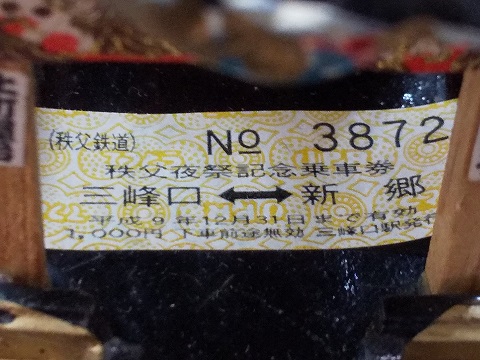 (秩父鉄道) No 3872
秩父夜祭記念乗車券
三峰口⟷新郷
平成9年12月31日まで有効
1,000円 下車前途無効 三峰口駅発行